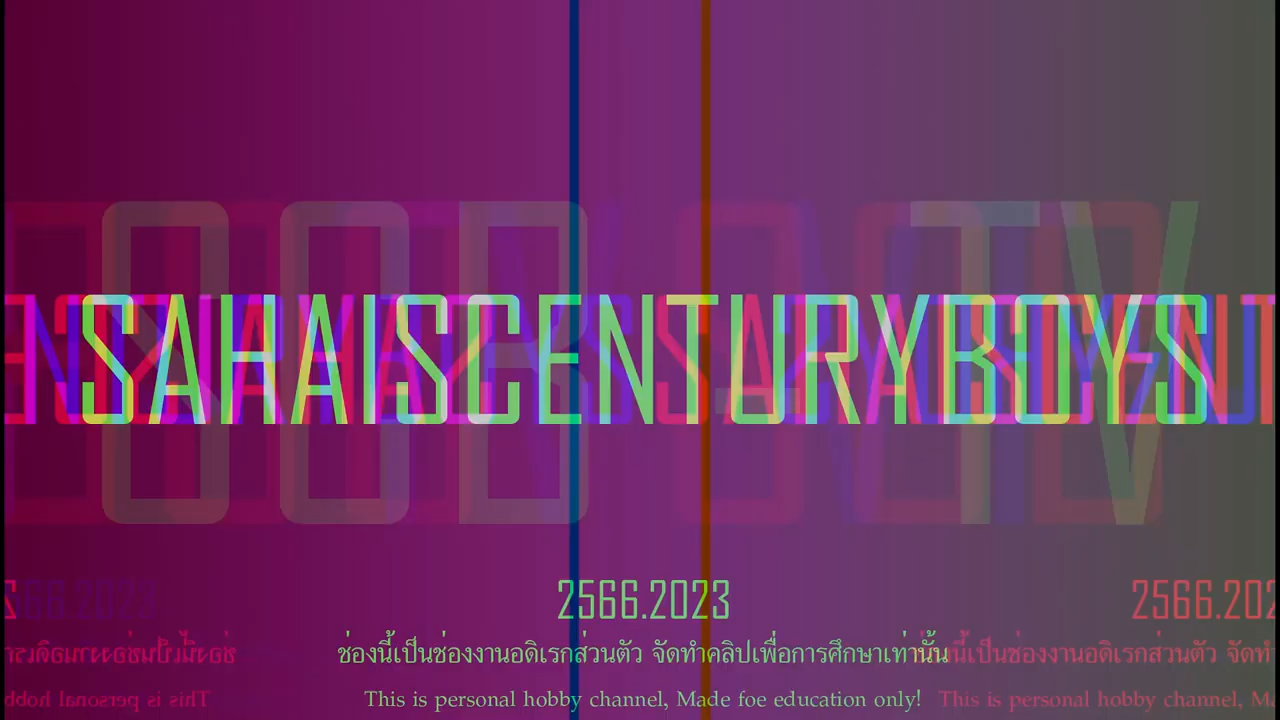 SAHAISCENTURYBOYS
2566.2023
ช่องนี้เป็นช่องงานอดิเรกส่วนตัว จัดทำคลิปเพื่อการศึกษาเท่านั้น
This is personal hobby channel, Made foe education only!